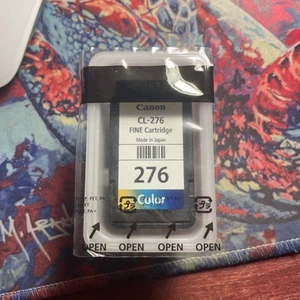 Canon
CL-276
FINE Cartridge
Made in Japan
276
Color
OPEN OPEN OPEN OPEN